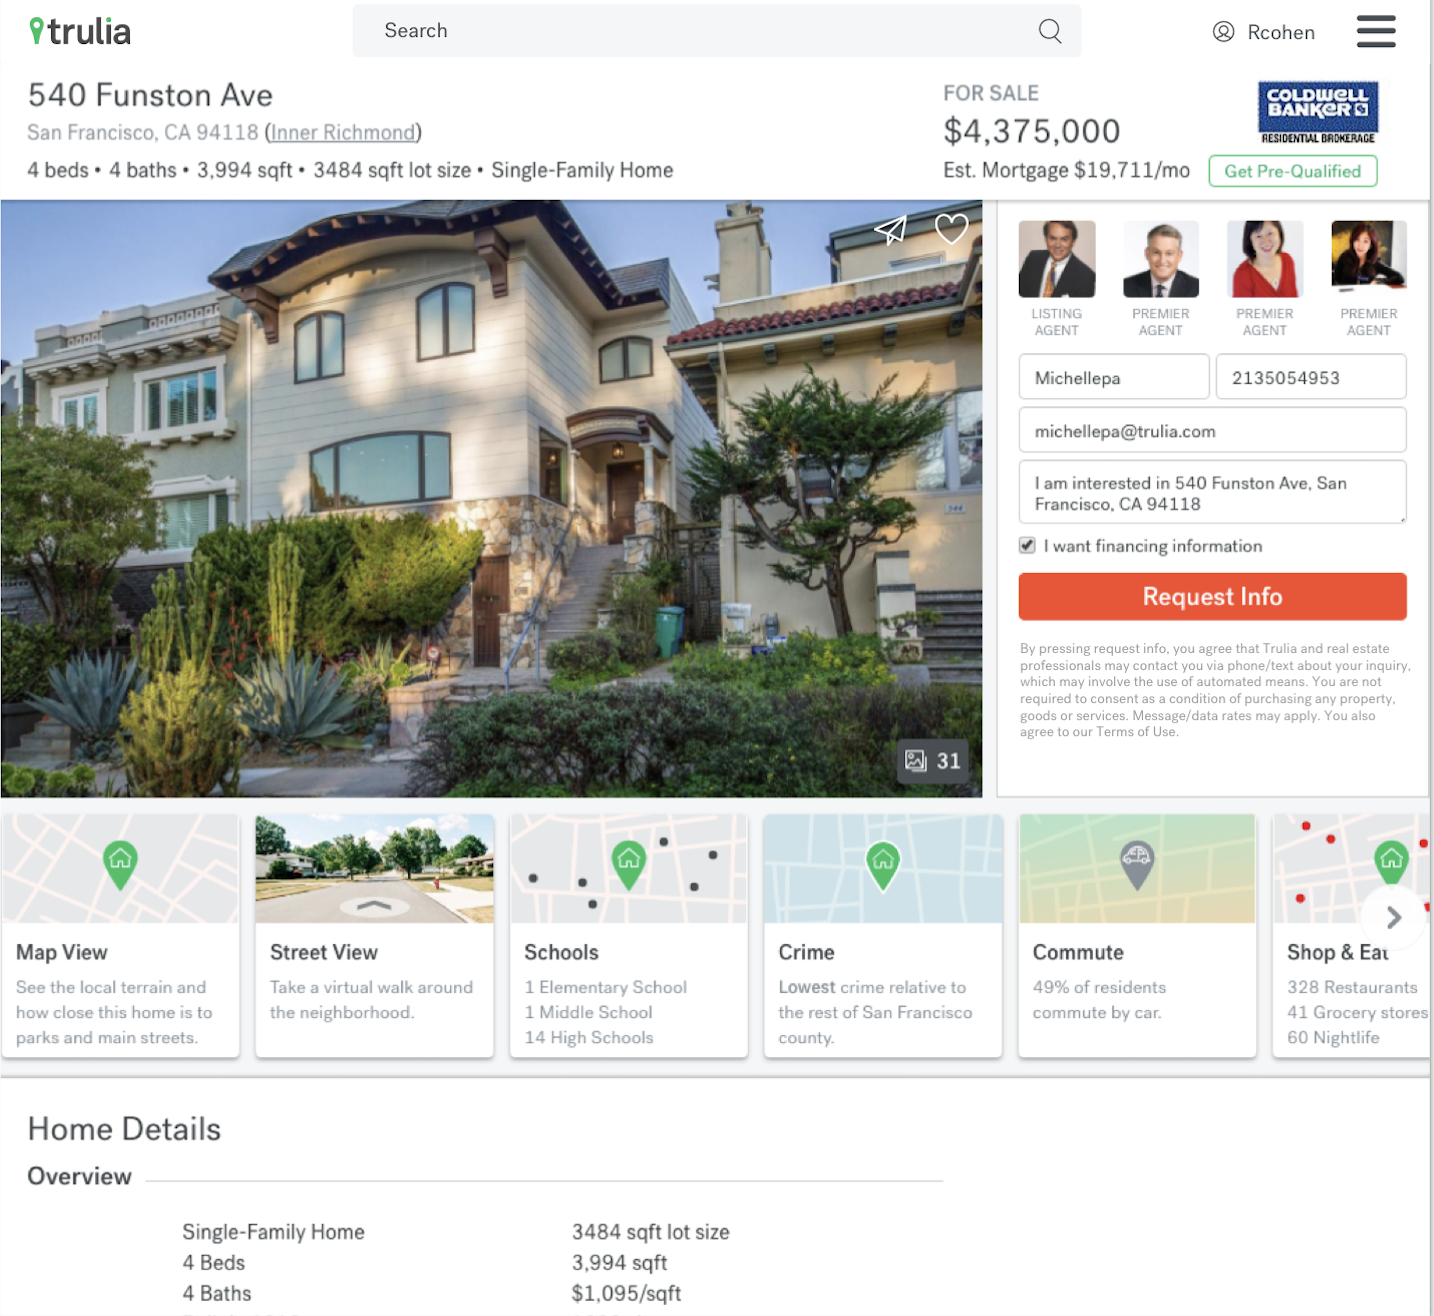 trulia
Search
Rcohen
540 Funston Ave
San Francisco, CA 94118 (Inner Richmond)
4 beds • 4 baths • 3,994 sqft • 3484 sqft lot size • Single-Family Home
FOR SALE
$4,375,000
Est. Mortgage $19,711/mo
COLDWELL
BANKER
RESIDENTIAL BROKERAGE
Get Pre-Qualified
544
31
LISTING
AGENT
PREMIER
AGENT
PREMIER
AGENT
PREMIER
AGENT
Michellepa
2135054953
michellepa@trulia.com
I am interested in 540 Funston Ave, San
Francisco, CA 94118
I want financing information
Request Info
By pressing request info, you agree that Trulia and real estate
professionals may contact you via phone/text about your inquiry,
which may involve the use of automated means. You are not
required to consent as a condition of purchasing any property,
goods or services. Message/data rates may apply. You also
agree to our Terms of Use.
Map View
See the local terrain and
how close this home is to
parks and main streets.
Street View
Take a virtual walk around
the neighborhood.
Schools
1 Elementary School
1 Middle School
14 High Schools
Crime
Lowest crime relative to
the rest of San Francisco
county.
Commute
49% of residents
commute by car.
Shop & Eat
328 Restaurants
41 Grocery stores
60 Nightlife
Home Details
Overview
Single-Family Home
4 Beds
4 Baths
3484 sqft lot size
3,994 sqft
$1,095/sqft